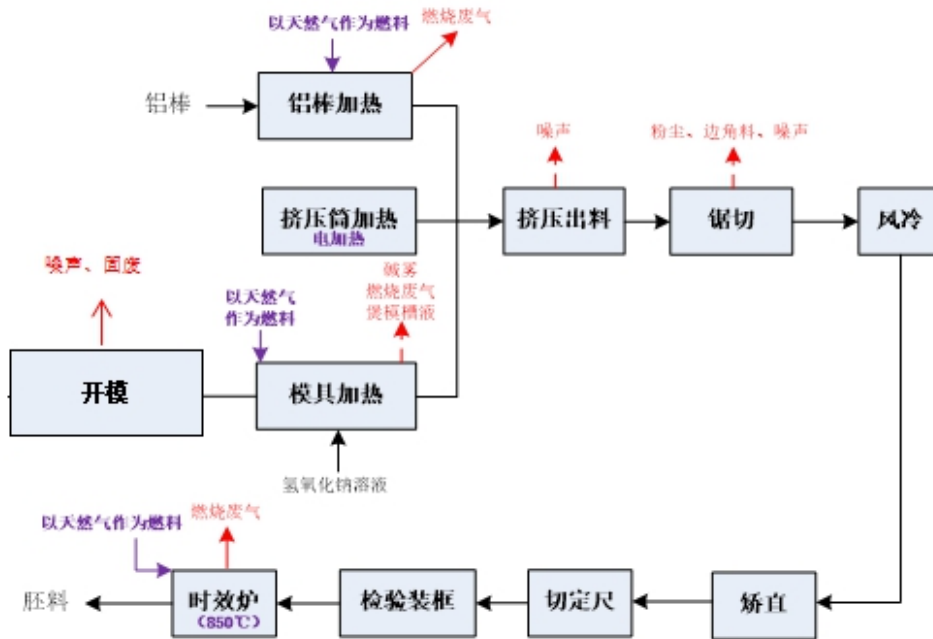 以天然气作为燃料
燃烧废气
铝棒
铝棒加热
噪声
粉尘、边角料、噪声
挤压筒加热
电加热
挤压出料
锯切
风冷
噪声、固废
以天然气
作为燃料
碱雾
燃烧废气
煲模槽液
开模
模具加热
氢氧化钠溶液
以天然气作为燃料
燃烧废气
胚料
时效炉
（850℃）
检验装框
切定尺
矫直